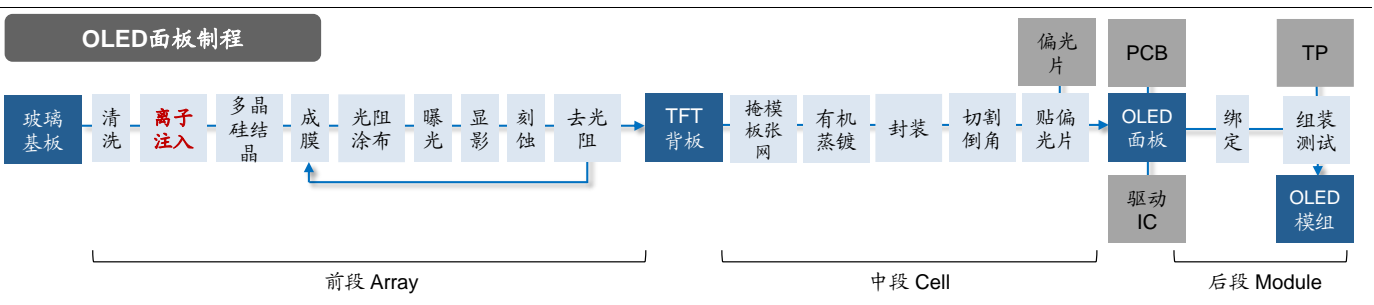 OLED面板制程
偏光
片
PCB
TP
玻璃
基板
清
洗
离子
注入
多晶
硅结
晶
成
膜
光阻
涂布
曝
光
显
影
刻
蚀
去光
阻
TFT
背板
掩模
板张
网
有机
蒸镀
封装
切割
倒角
贴偏
光片
OLED
面板
绑
定
组装
测试
驱动
IC
OLED
模组
前段 Array
中段 Cell
后段 Module